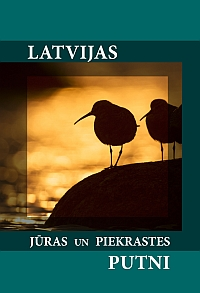 LATVIJAS
JŪRAS UN PIEKRASTES
PUTNI